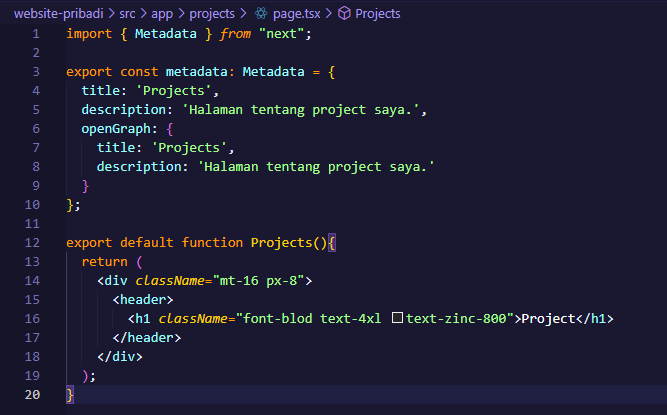 website-pribadi > src > app > projects > page.tsx > Projects
1 import { Metadata } from "next";
2
3 export const metadata: Metadata = {
4 title: 'Projects',
5 description: 'Halaman tentang project saya.',
6 openGraph: {
7 title: 'Projects',
8 description: 'Halaman tentang project saya.'
9 }
10 };
11
12 export default function Projects(){
13 return (
14 <div className="mt-16 px-8">
15 <header>
16 <h1 className="font-blod text-4xl text-zinc-800">Project</h1>
17 </header>
18 </div>
19 );
20 }